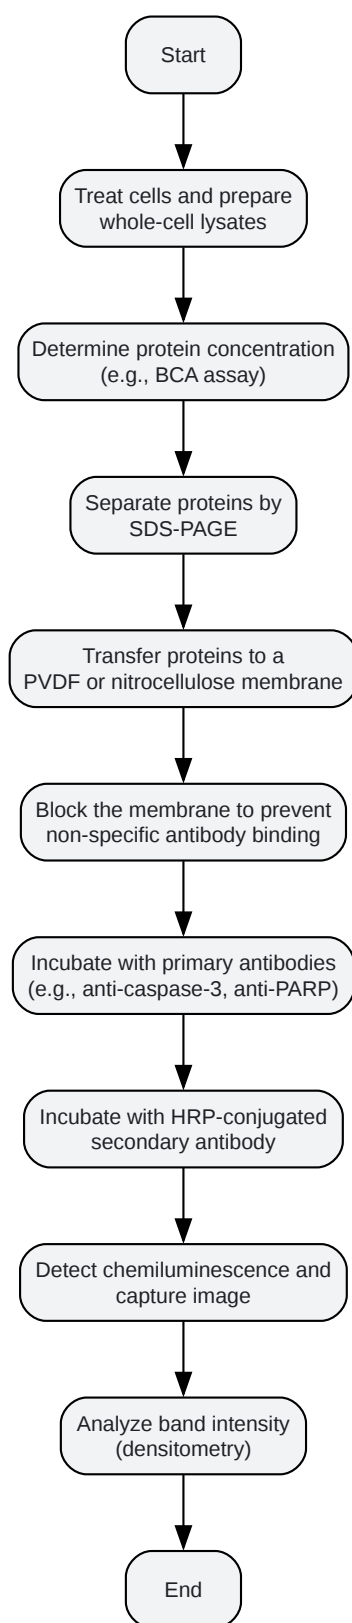 Start
Treat cells and prepare
whole-cell lysates
Determine protein concentration
(e.g., BCA assay)
Separate proteins by
SDS-PAGE
Transfer proteins to a
PVDF or nitrocellulose membrane
Block the membrane to prevent
non-specific antibody binding
Incubate with primary antibodies
(e.g., anti-caspase-3, anti-PARP)
Incubate with HRP-conjugated
secondary antibody
Detect chemiluminescence and
capture image
Analyze band intensity
(densitometry)
End